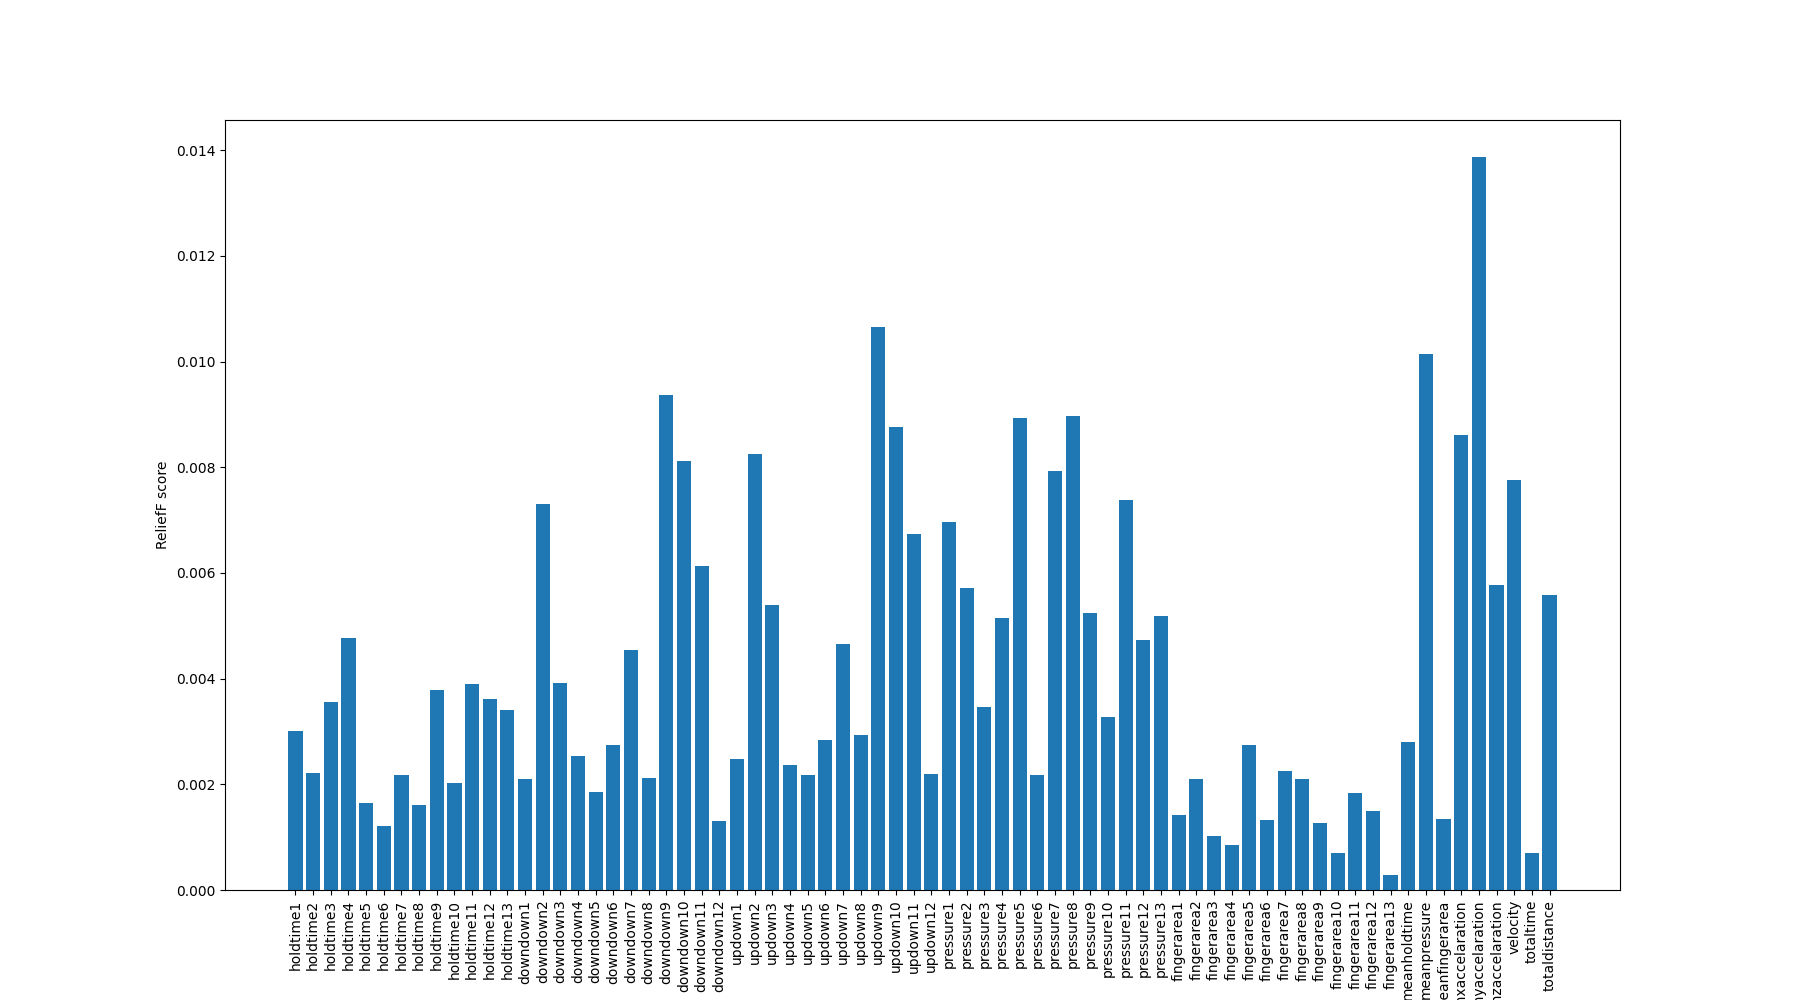 0.014
0.012
0.010
0.008
0.006
0.004
0.002
0.000
ReliefF score
holdtime1
holdtime2
holdtime3
holdtime4
holdtime5
holdtime6
holdtime7
holdtime8
holdtime9
holdtime10
holdtime11
holdtime12
holdtime13
downdown1
downdown2
downdown3
downdown4
downdown5
downdown6
downdown7
downdown8
downdown9
downdown10
downdown11
downdown12
updown1
updown2
updown3
updown4
updown5
updown6
updown7
updown8
updown9
updown10
updown11
updown12
pressure1
pressure2
pressure3
pressure4
pressure5
pressure6
pressure7
pressure8
pressure9
pressure10
pressure11
pressure12
pressure13
fingerarea1
fingerarea2
fingerarea3
fingerarea4
fingerarea5
fingerarea6
fingerarea7
fingerarea8
fingerarea9
fingerarea10
fingerarea11
fingerarea12
fingerarea13
meanholdtime
meanpressure
eanfingerarea
nxaccelaration
nyaccelaration
nzaccelaration
velocity
totaltime
totaldistance